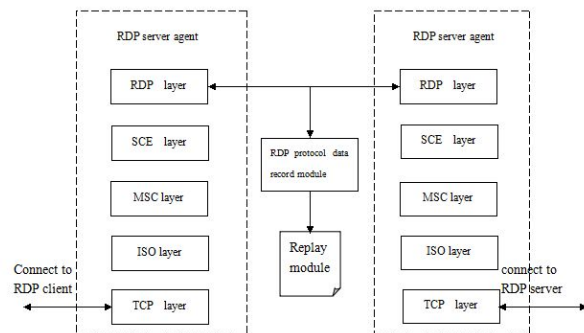 RDP server agent
RDP layer
SCE layer
MSC layer
ISO layer
TCP layer
Connect to
RDP client
RDP protocol data
record module
Replay
module
RDP server agent
RDP layer
SCE layer
MSC layer
ISO layer
TCP layer
connect to
RDP server